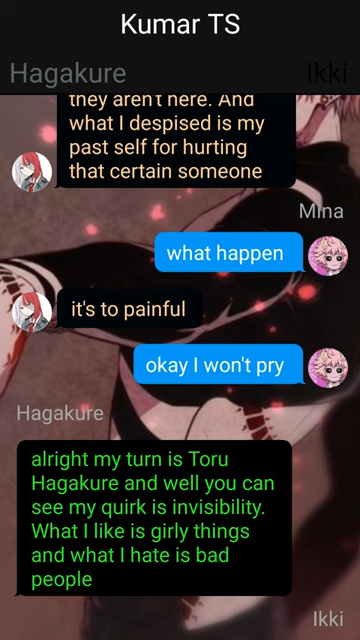 Kumar TS
Hagakure
Ikki
they aren't here. And
what I despised is my
past self for hurting
that certain someone
Mina
what happen
it's to painful
okay I won't pry
Hagakure
alright my turn is Toru
Hagakure and well you can
see my quirk is invisibility.
What I like is girly things
and what I hate is bad
people
Ikki